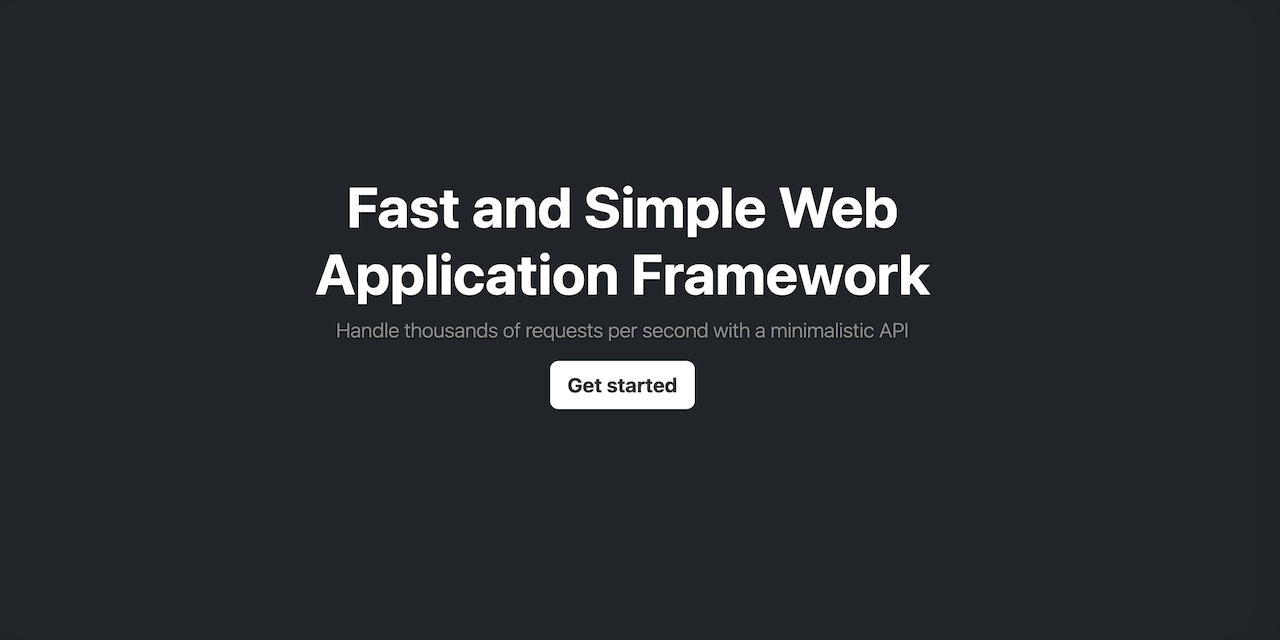 Fast and Simple Web
Application Framework
Handle thousands of requests per second with a minimalistic API
Get started